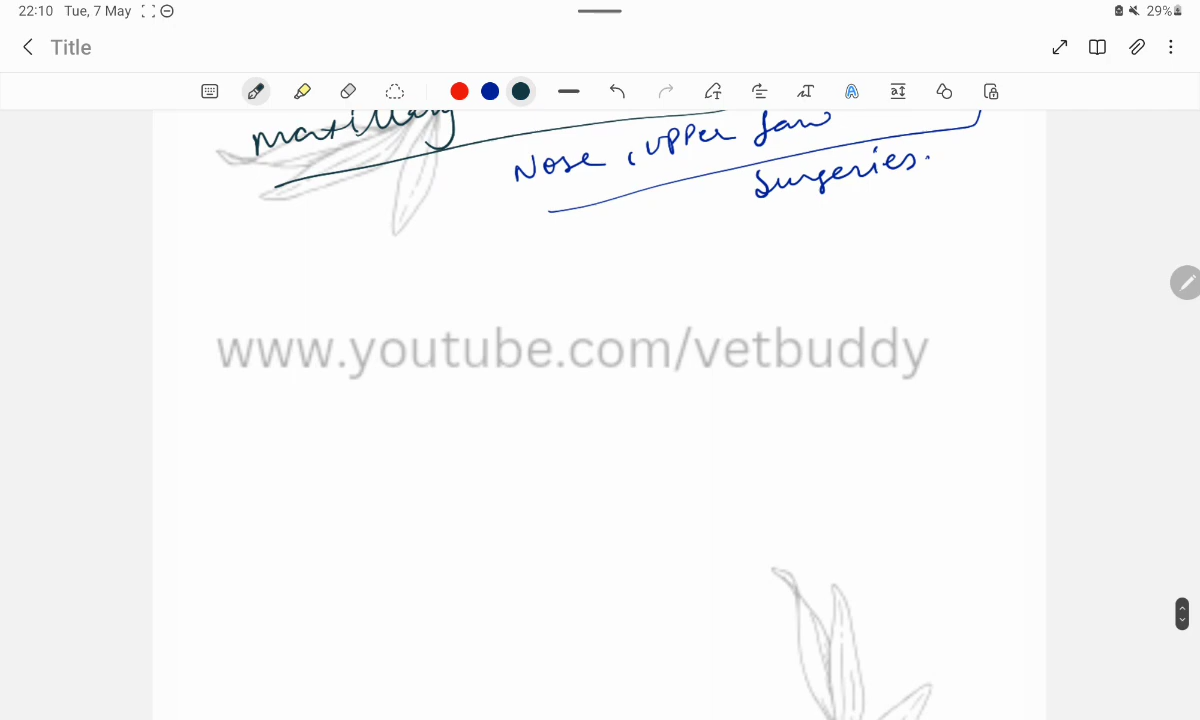 22:10 Tue, 7 May 29%
Title
maxillary
Nose, upper Jaw
Surgeries.
www.youtube.com/vetbuddy